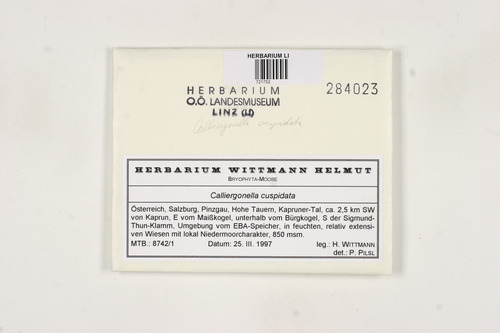 HERBARIUM LI
HERBARIUM
O.Ö. LANDESMUSEUM
LINZ (LI)
284023
Calliergonella cuspidata
HERBARIUM WITTMANN HELMUT
BRYOPHYTA-MOOSE
Calliergonella cuspidata
Österreich, Salzburg, Pinzgau, Hohe Tauern, Kapruner-Tal, ca. 2,5 km SW
von Kaprun, E vom Maißkogel, unterhalb vom Bürgkogel, S der Sigmund-
Thun-Klamm, Umgebung vom EBA-Speicher, in feuchten, relativ extensi-
ven Wiesen mit lokal Niedermoorcharakter, 850 msm.
MTB.: 8742/1 Datum: 25. III. 1997 leg.: H. WITTMANN
det.: P. PILSL